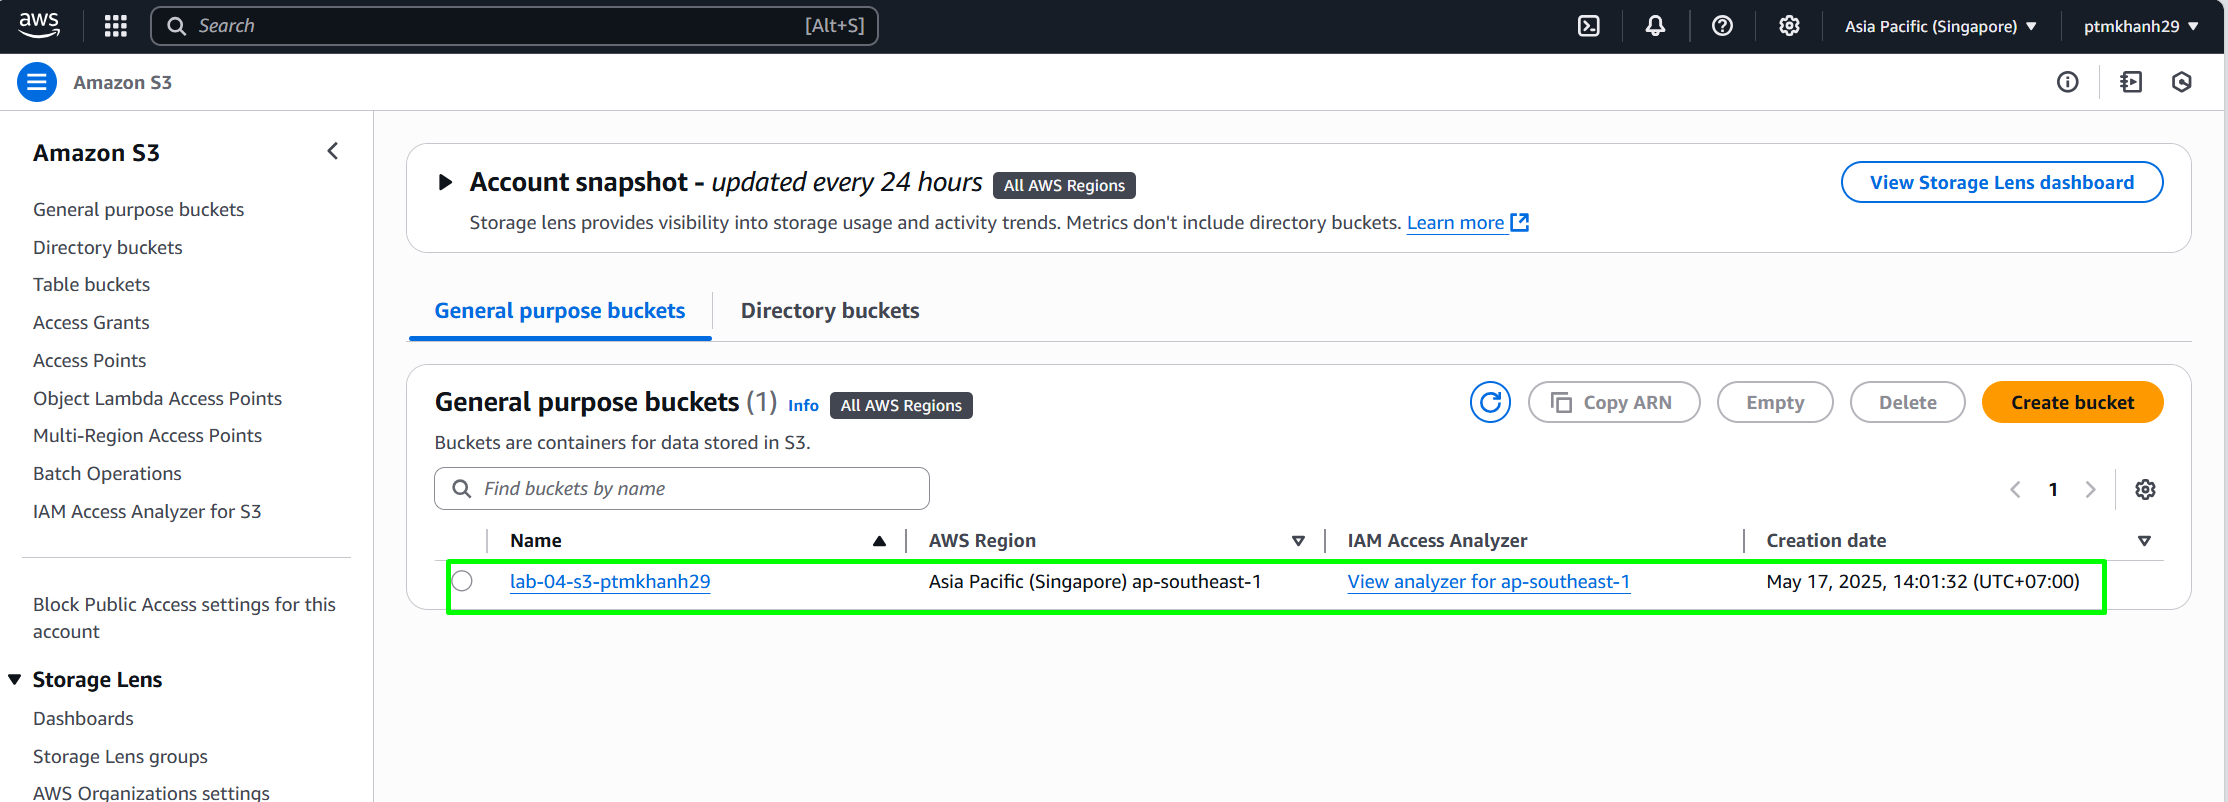 aws
Search [Alt+S] Asia Pacific (Singapore) ptmkhanh29
Amazon S3
Amazon S3
General purpose buckets
Directory buckets
Table buckets
Access Grants
Access Points
Object Lambda Access Points
Multi-Region Access Points
Batch Operations
IAM Access Analyzer for S3
Block Public Access settings for this
account
Storage Lens
Dashboards
Storage Lens groups
AWS Organizations settings
Account snapshot - updated every 24 hours All AWS Regions View Storage Lens dashboard
Storage lens provides visibility into storage usage and activity trends. Metrics don't include directory buckets. Learn more
General purpose buckets Directory buckets
General purpose buckets (1) Info All AWS Regions Copy ARN Empty Delete Create bucket
Buckets are containers for data stored in S3.
Find buckets by name 1
Name AWS Region IAM Access Analyzer Creation date
lab-04-s3-ptmkhanh29 Asia Pacific (Singapore) ap-southeast-1 View analyzer for ap-southeast-1 May 17, 2025, 14:01:32 (UTC+07:00)